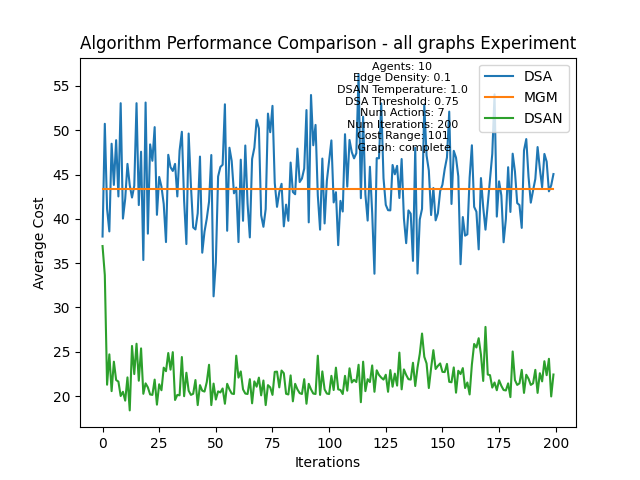 Algorithm Performance Comparison - all graphs Experiment
Agents: 10
Edge Density: 0.1
DSAN Temperature: 1.0
DSA Threshold: 0.75
Num Actions: 7
Num Iterations: 200
Cost Range: 101
Graph: complete
DSA
MGM
DSAN
Average Cost
55
50
45
40
35
30
25
20
0
25
50
75
100
125
150
175
200
Iterations